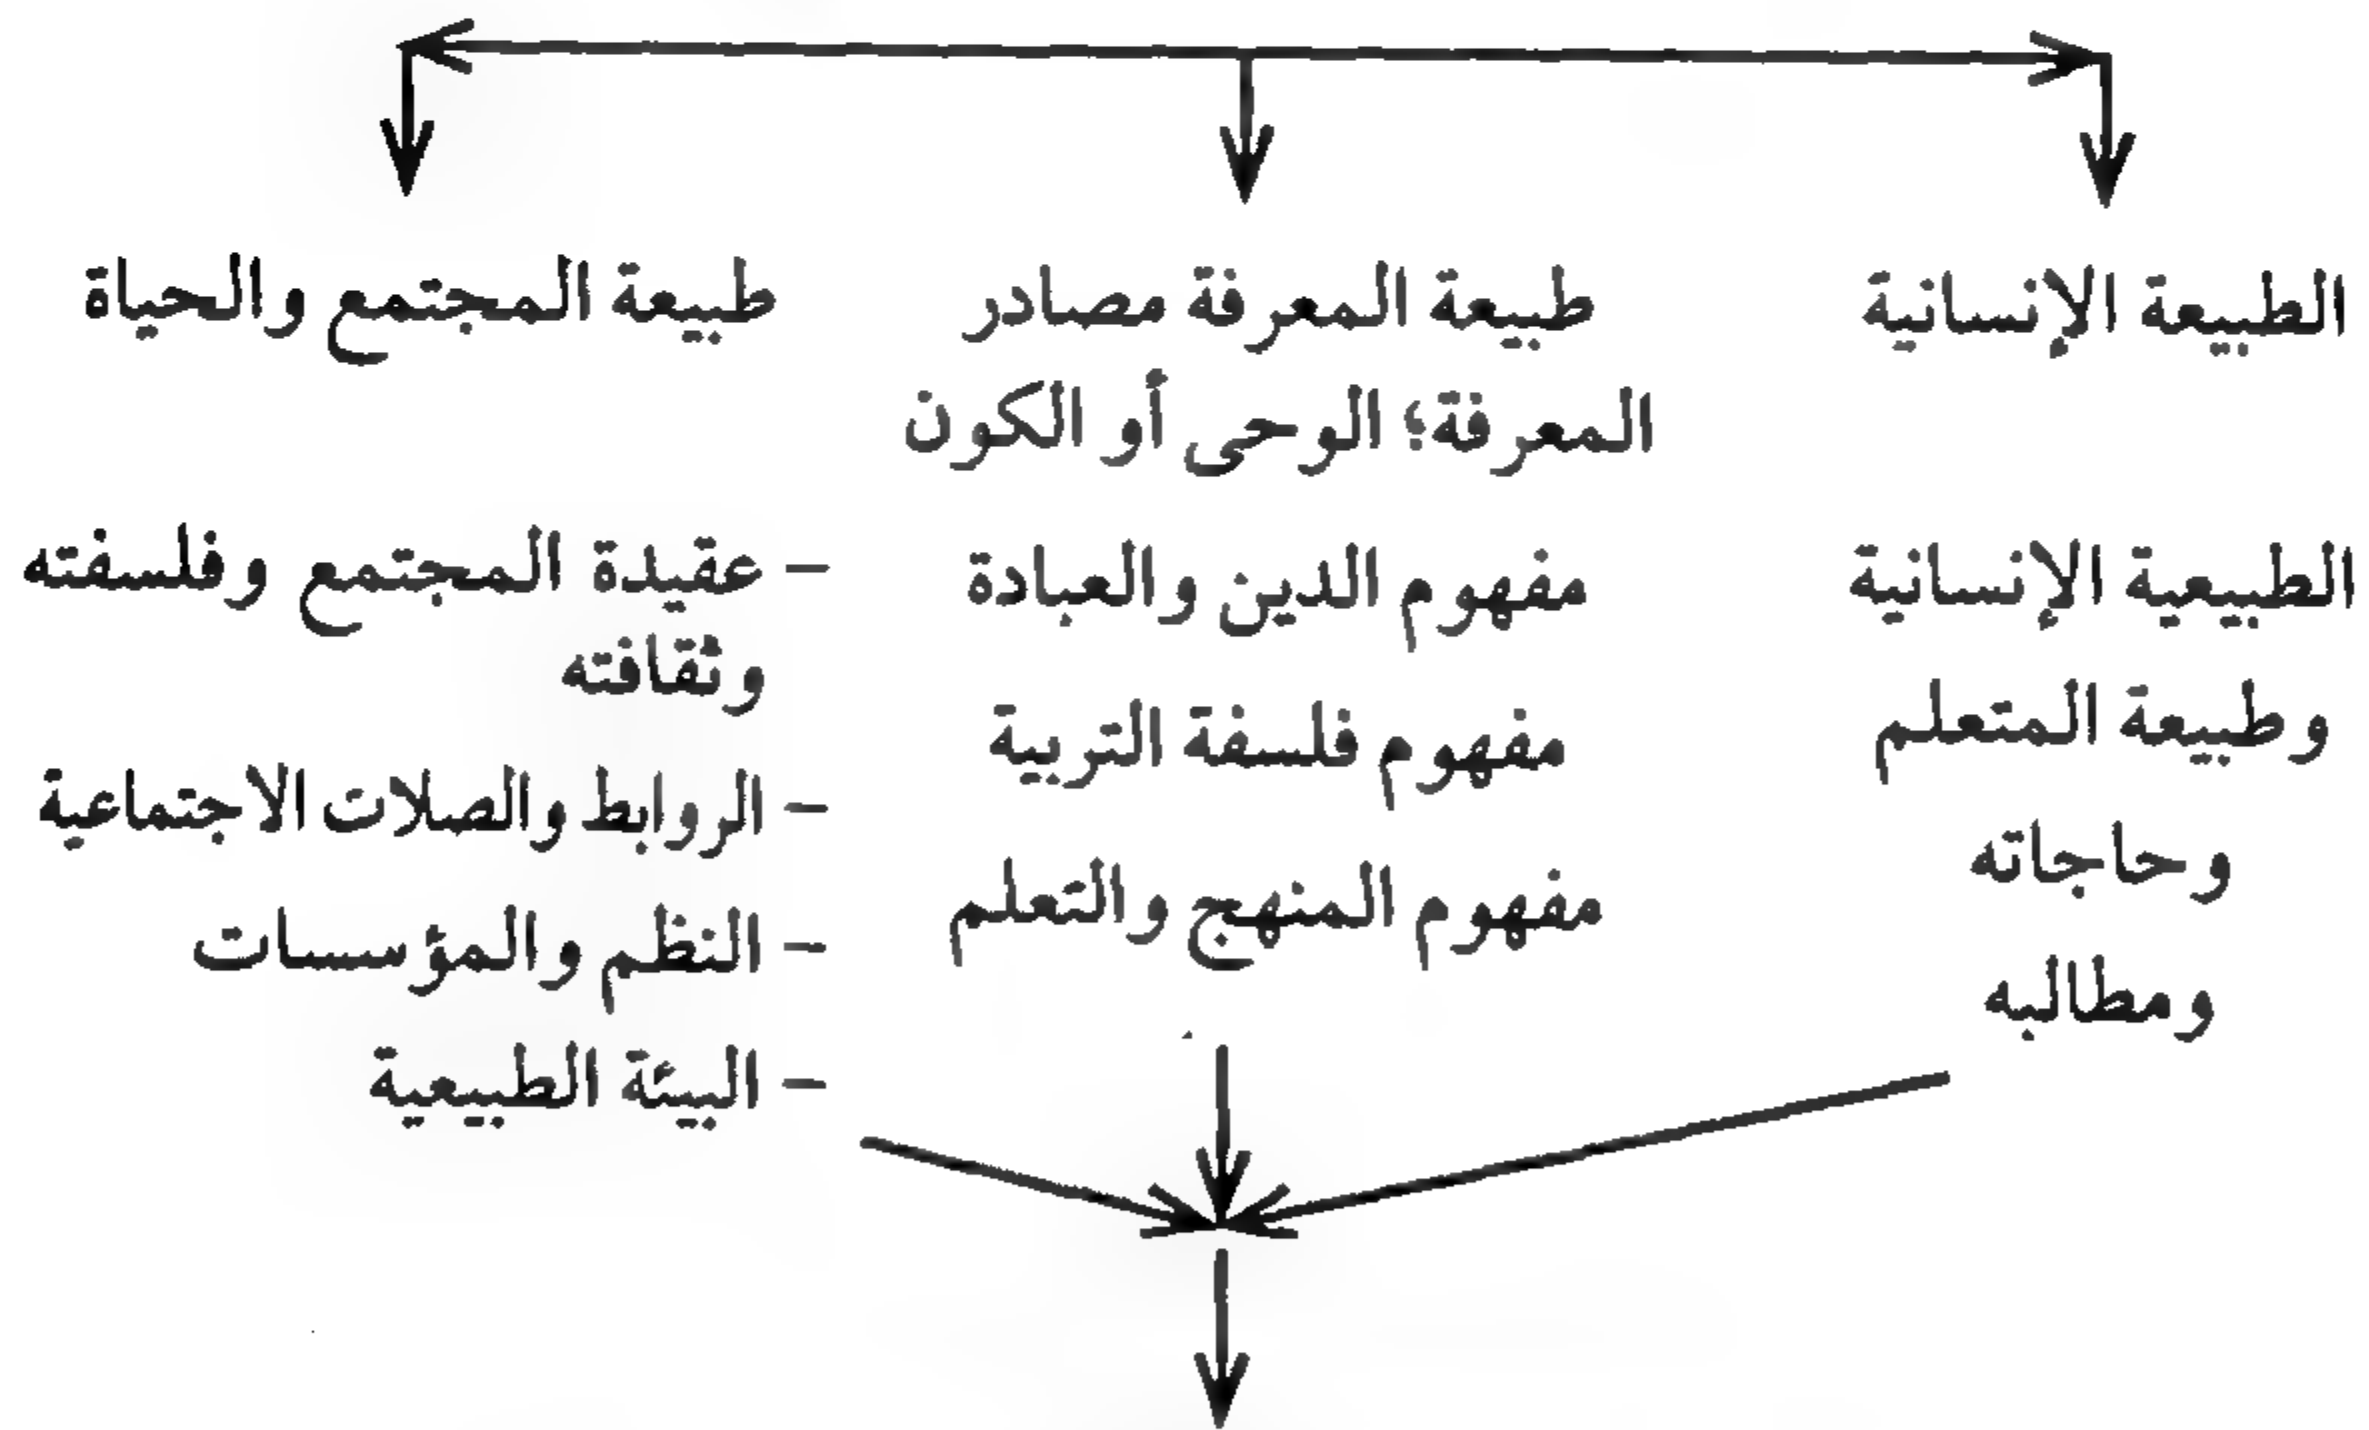 الطبيعة الإنسانية
الطبيعية الإنسانية
وطبيعة المتعلم
وحاجاته
ومطالبه
طبيعة المعرفة مصادر
المعرفة؛ الوحى أو الكون
مفهوم الدين والعبادة
مفهوم فلسفة التربية
مفهوم المنهج والتعلم
طبيعة المجتمع والحياة
- عقيدة المجتمع وفلسفته
وثقافته
- الروابط والصلات الاجتماعية
- النظم والمؤسسات
- البيئة الطبيعية